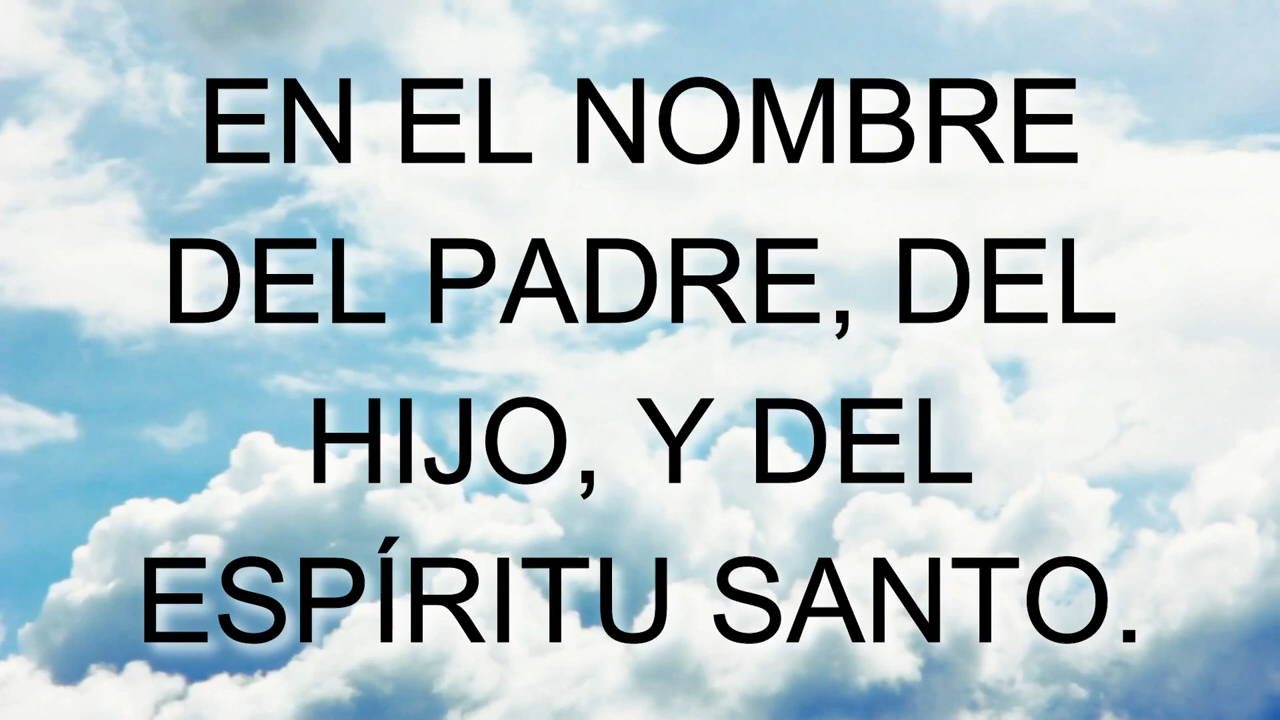 EN EL NOMBRE
DEL PADRE, DEL
HIJO, Y DEL
ESPÍRITU SANTO.